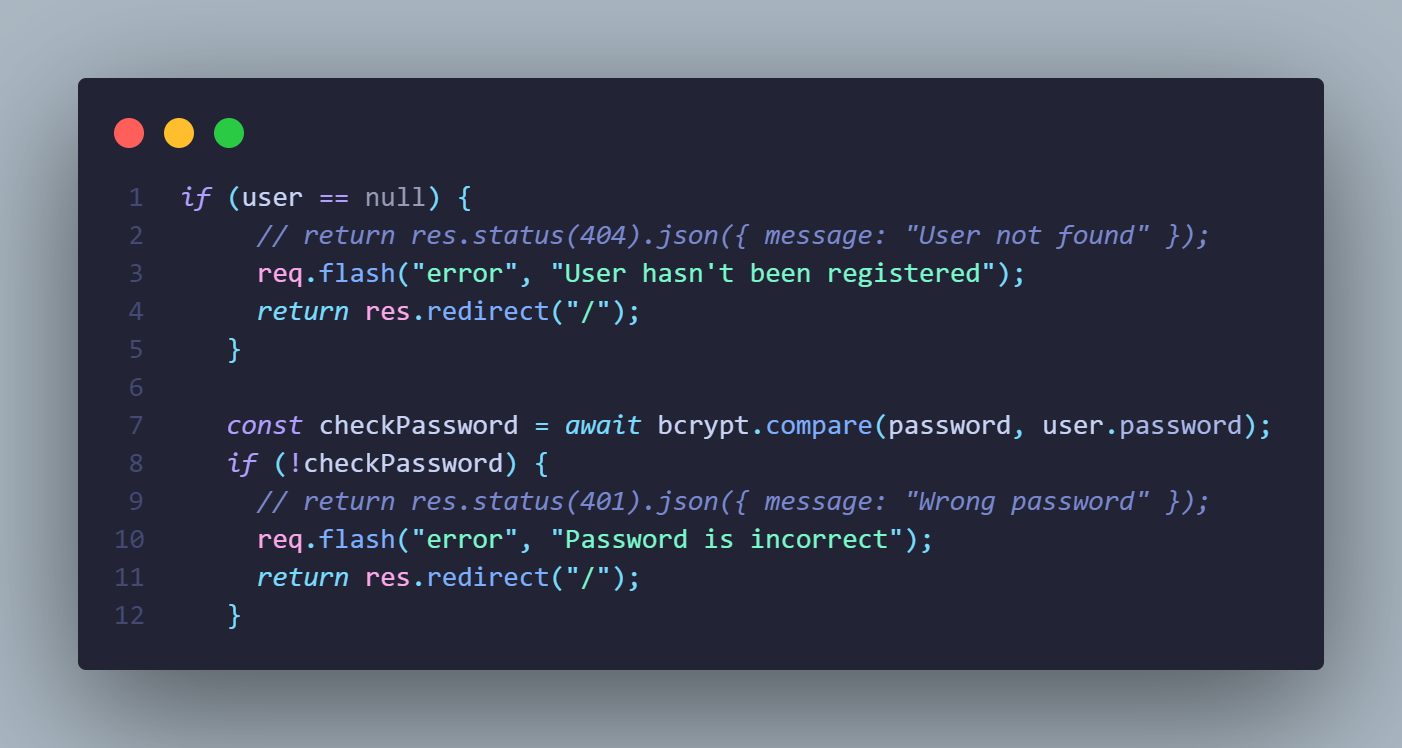 1 if (user == null) {
2 // return res.status(404).json({ message: "User not found" });
3 req.flash("error", "User hasn't been registered");
4 return res.redirect("/");
5 }
6
7 const checkPassword = await bcrypt.compare(password, user.password);
8 if (!checkPassword) {
9 // return res.status(401).json({ message: "Wrong password" });
10 req.flash("error", "Password is incorrect");
11 return res.redirect("/");
12 }